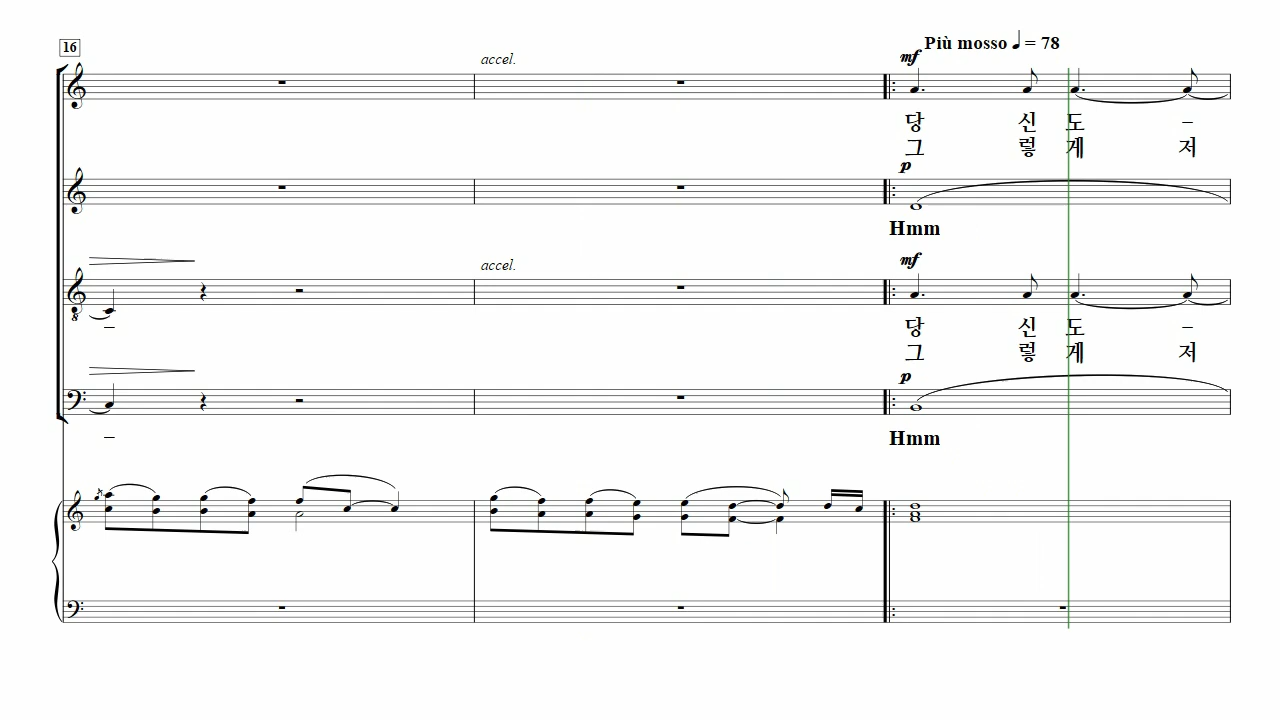 16
accel.
Più mosso ♩ = 78
mf
당 신 도 –
그 렇 게 저
p
Hmm
accel.
mf
–
당 신 도 –
그 렇 게 저
p
–
Hmm